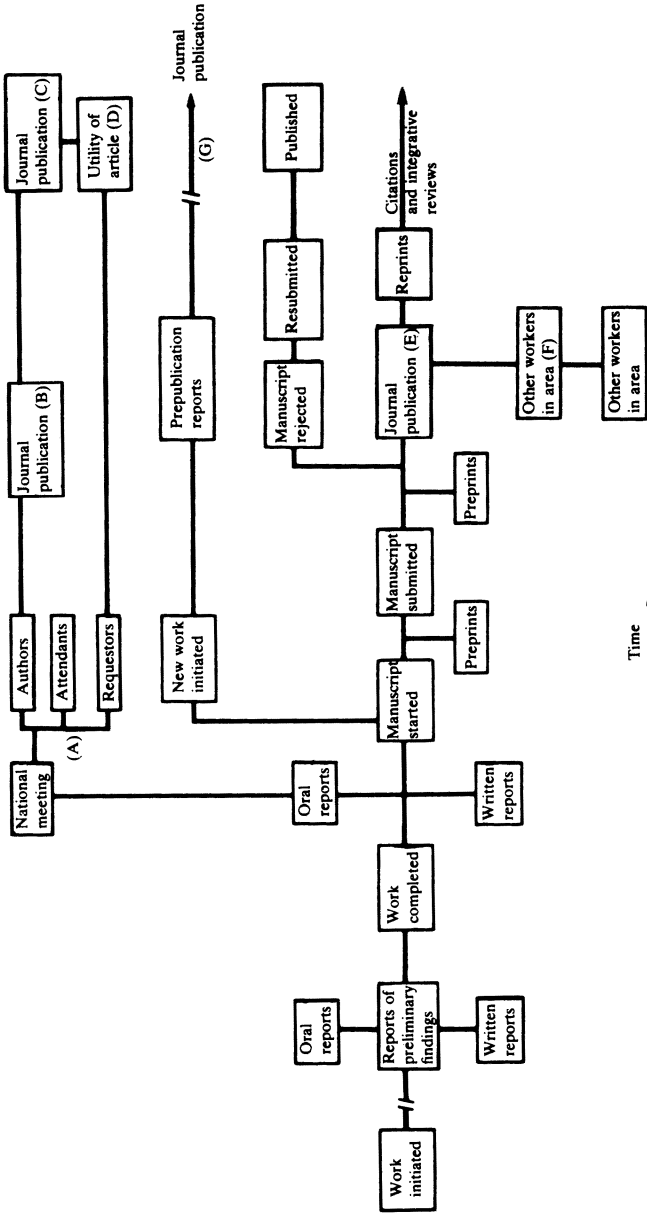 National
meeting
Authors
Attendants
Requestors
(A)
Journal
publication (B)
Journal
publication (C)
Utility of
article (D)
New work
initiated
Prepublication
reports
(G)
Journal
publication
Manuscript
rejected
Resubmitted
Published
Work
initiated
Oral
reports
Reports of
preliminary
findings
Written
reports
Work
completed
Oral
reports
Written
reports
Manuscript
started
Preprints
Manuscript
submitted
Preprints
Journal
publication (E)
Reprints
Citations
and integrative
reviews
Other workers
in area (F)
Other workers
in area
Time